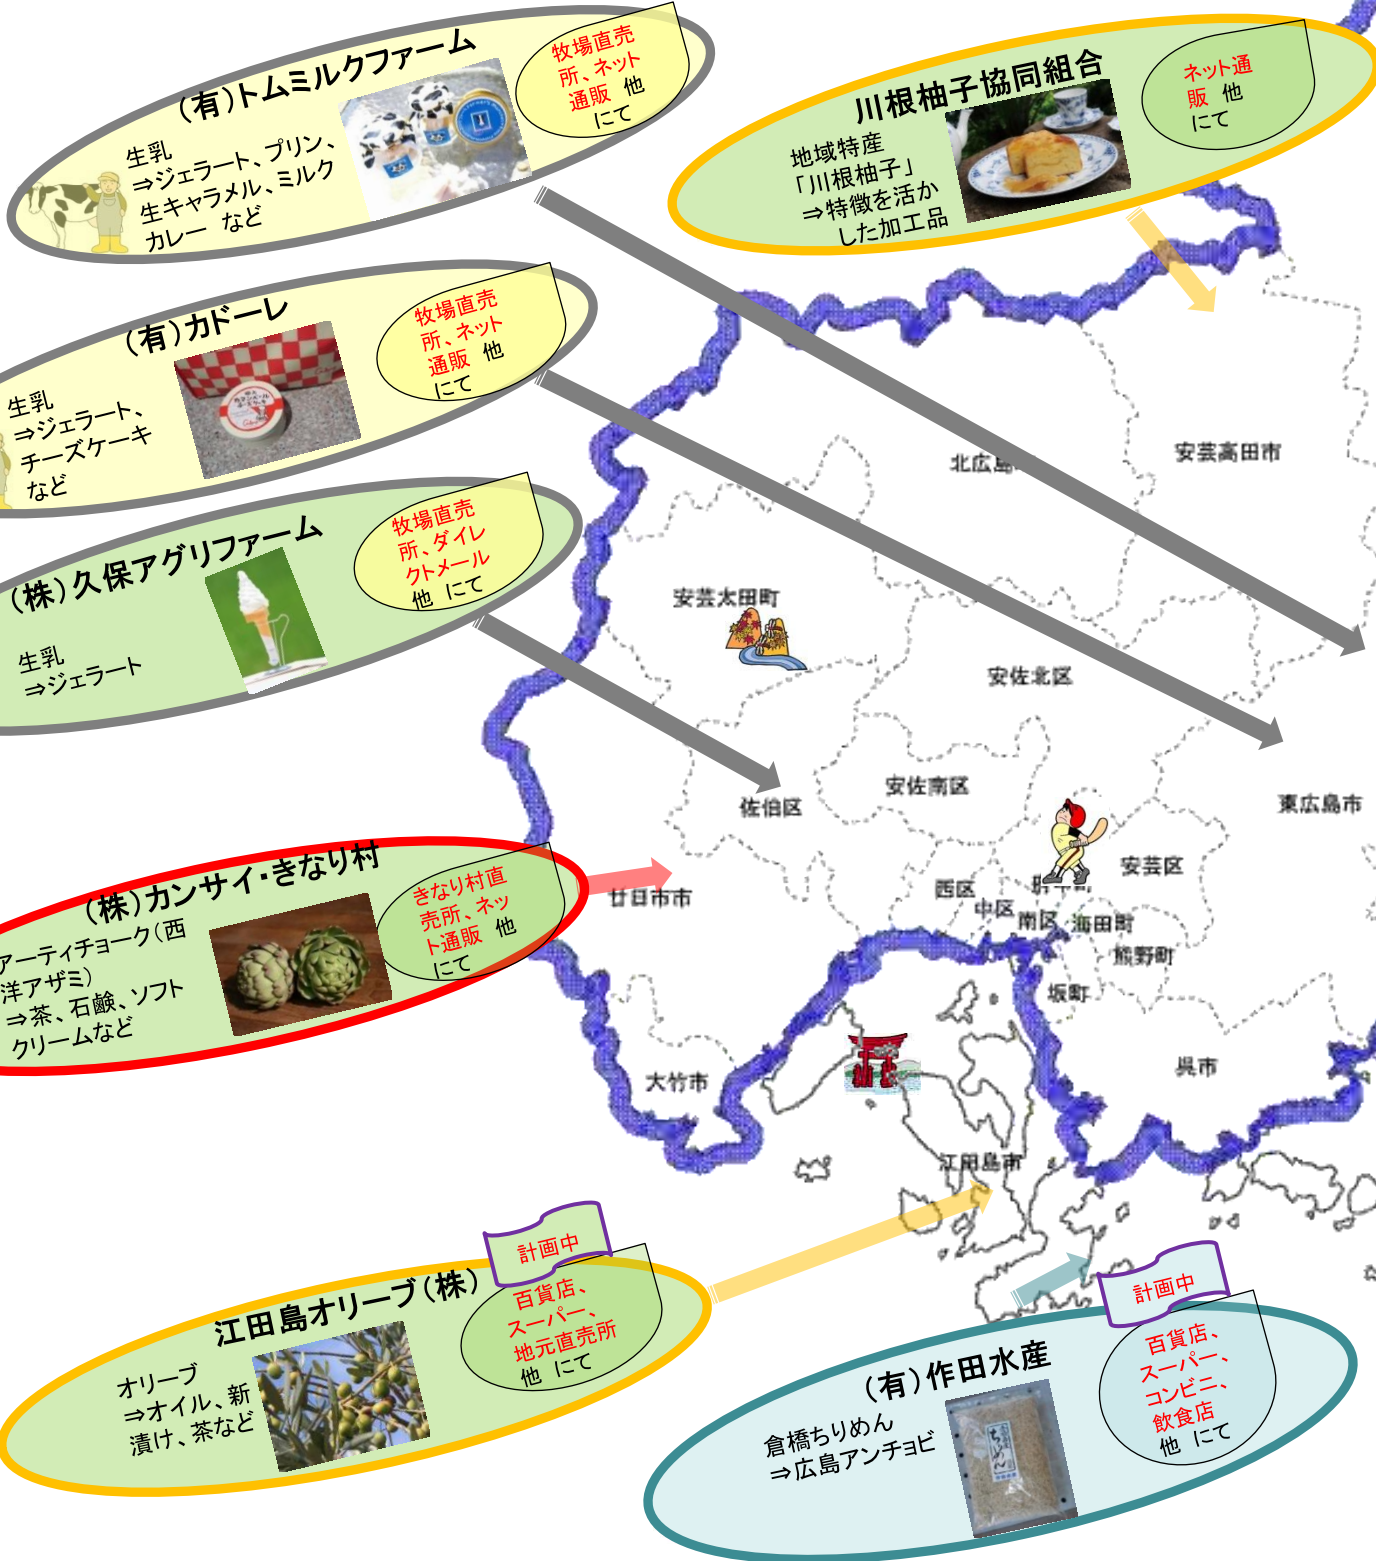 (有)トムミルクファーム
生乳
⇒ジェラート、プリン、
生キャラメル、ミルク
カレー など
牧場直売
所、ネット
通販 他
にて
川根柚子協同組合
地域特産
「川根柚子」
⇒特徴を活か
した加工品
ネット通
販 他
にて
(有)カドーレ
生乳
⇒ジェラート、
チーズケーキ
など
牧場直売
所、ネット
通販 他
にて
(株)久保アグリファーム
生乳
⇒ジェラート
牧場直売
所、ダイレ
クトメール
他 にて
(株)カンサイ・きなり村
アーティチョーク(西
洋アザミ)
⇒茶、石鹸、ソフト
クリームなど
きなり村直
売所、ネッ
ト通販 他
にて
北広島
安芸高田市
安芸太田町
安佐北区
安佐南区
佐伯区
東広島市
安芸区
西区
廿日市市
中区
南区
海田町
熊野町
坂町
呉市
大竹市
江田島市
計画中
江田島オリーブ(株)
オリーブ
⇒オイル、新
漬け、茶など
百貨店、
スーパー、
地元直売所
他 にて
計画中
(有)作田水産
倉橋ちりめん
⇒広島アンチョビ
百貨店、
スーパー、
コンビニ、
飲食店
他 にて
ちりめん